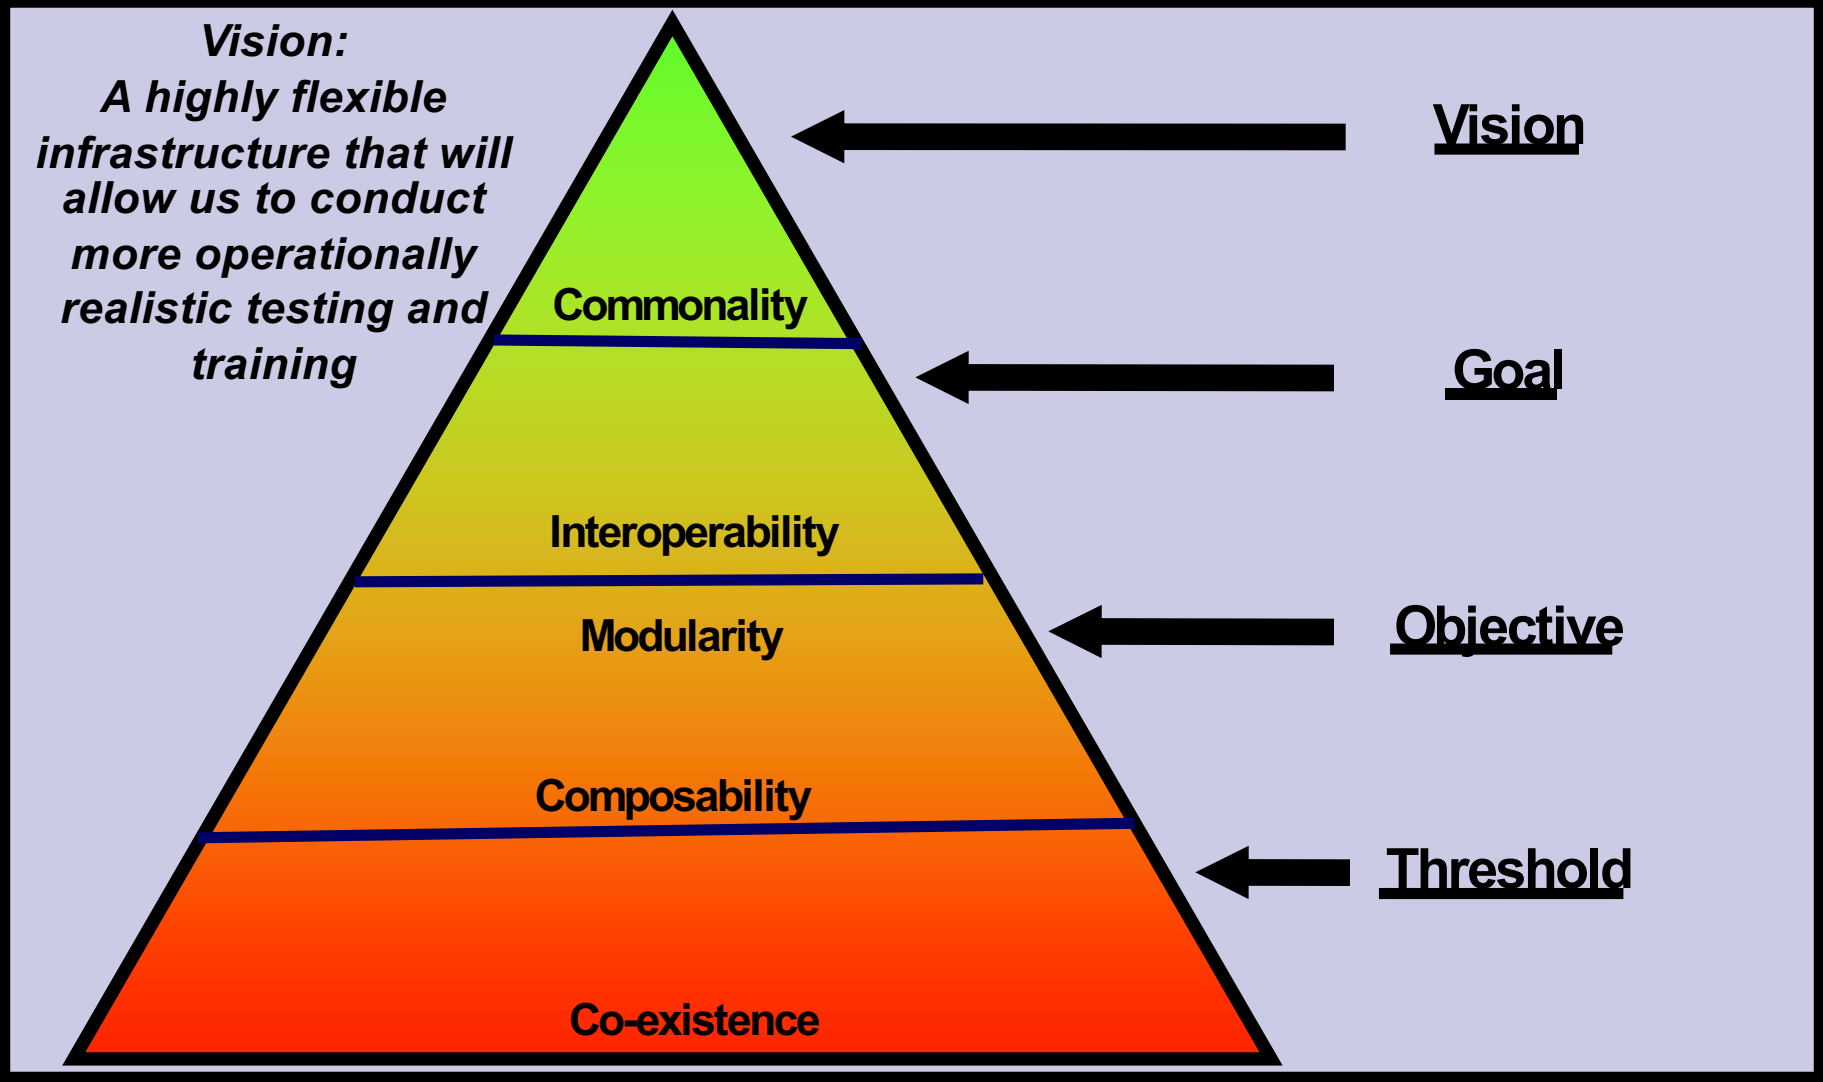 Vision:
A highly flexible
infrastructure that will
allow us to conduct
more operationally
realistic testing and
training
Vision
Commonality
Goal
Interoperability
Modularity
Objective
Composability
Threshold
Co-existence